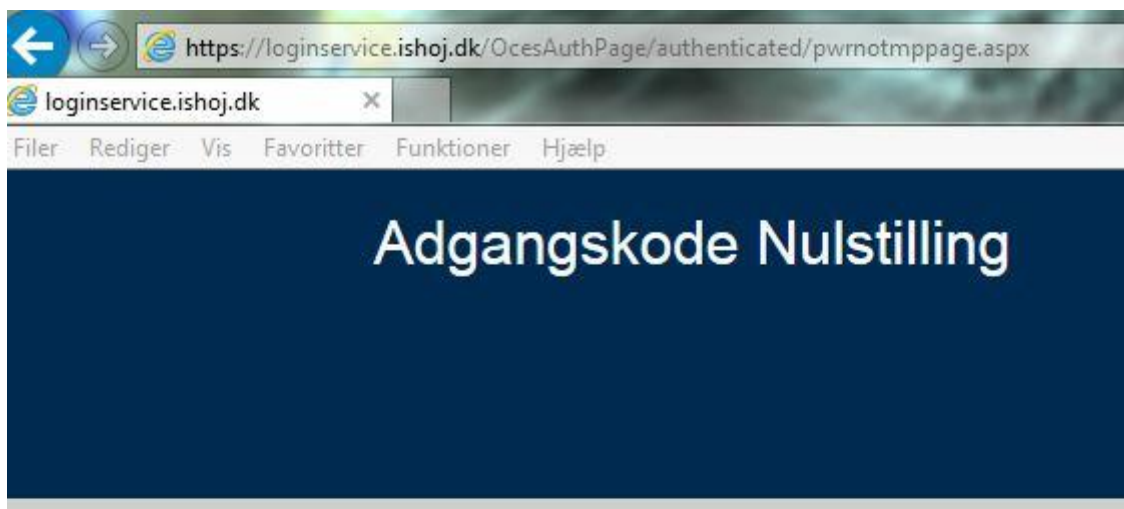 https://loginservice.ishoj.dk/OcesAuthPage/authenticated/pwrnotmppage.aspx
loginservice.ishoj.dk
Filer Rediger Vis Favoritter Funktioner Hjælp
Adgangskode Nulstilling